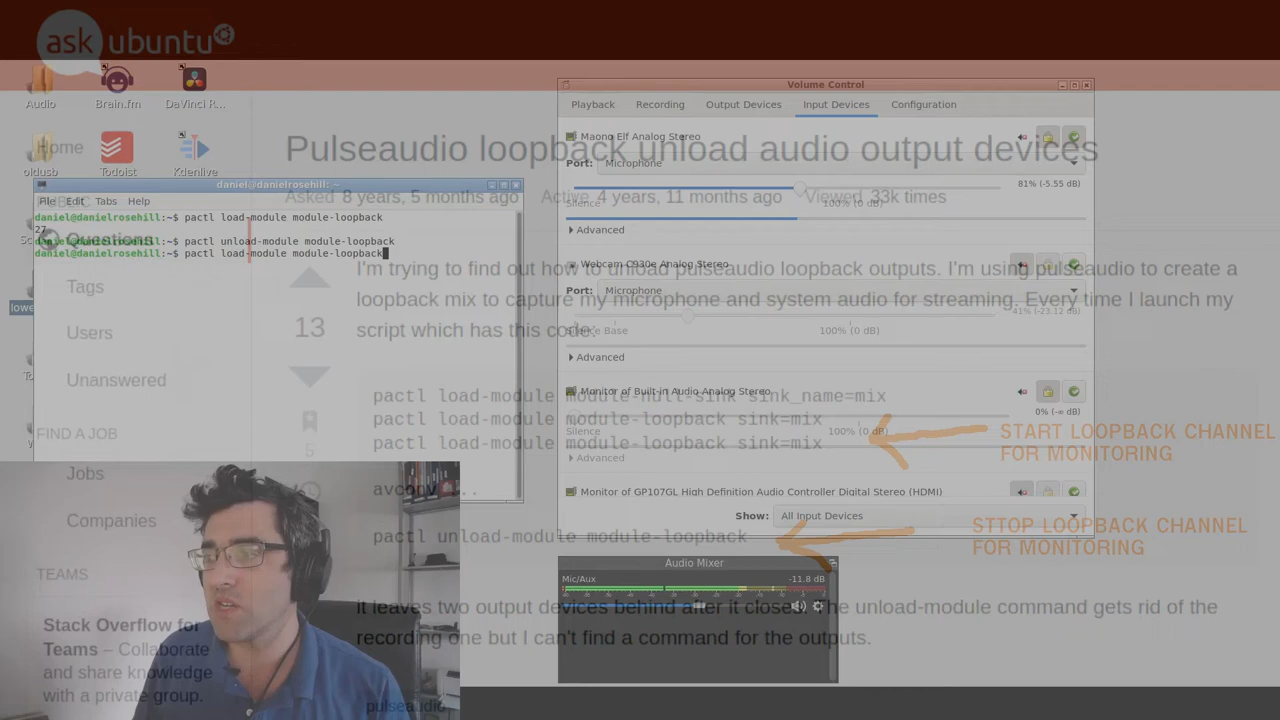 askubuntu
Audio
Brain.fm
DaVinci R...
Home
oldusb
Todoist
Kdenlive
Pulseaudio loopback unload audio output devices
Asked 8 years, 5 months ago Active 4 years, 11 months ago Viewed 33k times
daniel@danielrosehill: ~
File Edit Tabs Help
daniel@danielrosehill:~$ pactl load-module module-loopback
27
daniel@danielrosehill:~$ pactl unload-module module-loopback
daniel@danielrosehill:~$ pactl load-module module-loopback
Questions
Tags
Users
Unanswered
FIND A JOB
Jobs
Companies
TEAMS
Stack Overflow for
Teams – Collaborate
and share knowledge
with a private group.
13
5
I'm trying to find out how to unload pulseaudio loopback outputs. I'm using pulseaudio to create a
loopback mix to capture my microphone and system audio for streaming. Every time I launch my
script which has this code:
pactl load-module module-null-sink sink_name=mix
pactl load-module module-loopback sink=mix
pactl load-module module-loopback sink=mix
avconv ...
pactl unload-module module-loopback
It leaves two output devices behind after it closed. The unload-module command gets rid of the
recording one but I can't find a command for the outputs.
pulseaudio
Volume Control
Playback Recording Output Devices Input Devices Configuration
Maono Elf Analog Stereo
Port: Microphone
81% (-5.55 dB)
Silence 100% (0 dB)
Advanced
Webcam C930e Analog Stereo
Port: Microphone
41% (-23.12 dB)
Silence Base 100% (0 dB)
Advanced
Monitor of Built-in Audio Analog Stereo
0% (-∞ dB)
Silence 100% (0 dB)
Advanced
Monitor of GP107GL High Definition Audio Controller Digital Stereo (HDMI)
Show: All Input Devices
START LOOPBACK CHANNEL
FOR MONITORING
STTOP LOOPBACK CHANNEL
FOR MONITORING
Audio Mixer
Mic/Aux -11.8 dB